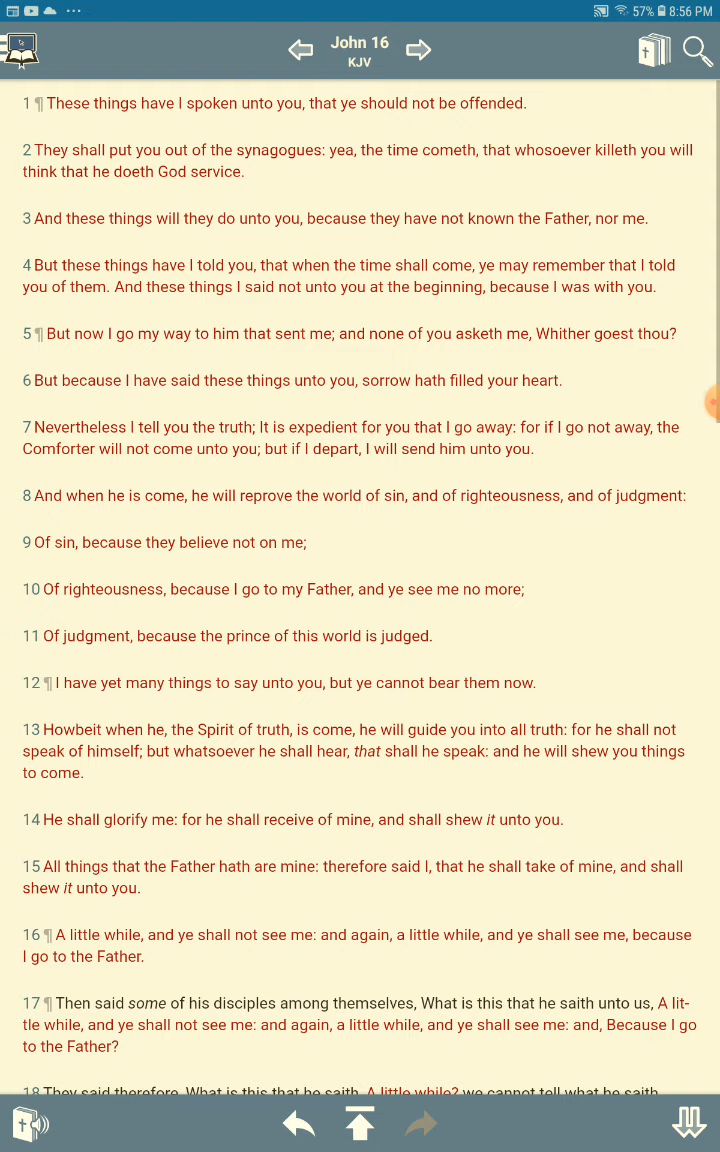 57% 8:56 PM
John 16
KJV
1 ¶ These things have I spoken unto you, that ye should not be offended.
2 They shall put you out of the synagogues: yea, the time cometh, that whosoever killeth you will
think that he doeth God service.
3 And these things will they do unto you, because they have not known the Father, nor me.
4 But these things have I told you, that when the time shall come, ye may remember that I told
you of them. And these things I said not unto you at the beginning, because I was with you.
5 ¶ But now I go my way to him that sent me; and none of you asketh me, Whither goest thou?
6 But because I have said these things unto you, sorrow hath filled your heart.
7 Nevertheless I tell you the truth; It is expedient for you that I go away: for if I go not away, the
Comforter will not come unto you; but if I depart, I will send him unto you.
8 And when he is come, he will reprove the world of sin, and of righteousness, and of judgment:
9 Of sin, because they believe not on me;
10 Of righteousness, because I go to my Father, and ye see me no more;
11 Of judgment, because the prince of this world is judged.
12 ¶ I have yet many things to say unto you, but ye cannot bear them now.
13 Howbeit when he, the Spirit of truth, is come, he will guide you into all truth: for he shall not
speak of himself; but whatsoever he shall hear, that shall he speak: and he will shew you things
to come.
14 He shall glorify me: for he shall receive of mine, and shall shew it unto you.
15 All things that the Father hath are mine: therefore said I, that he shall take of mine, and shall
shew it unto you.
16 ¶ A little while, and ye shall not see me: and again, a little while, and ye shall see me, because
I go to the Father.
17 ¶ Then said some of his disciples among themselves, What is this that he saith unto us, A lit-
tle while, and ye shall not see me: and again, a little while, and ye shall see me: and, Because I go
to the Father?
18 They said therefore, What is this that he saith, A little while? we cannot tell what he saith.